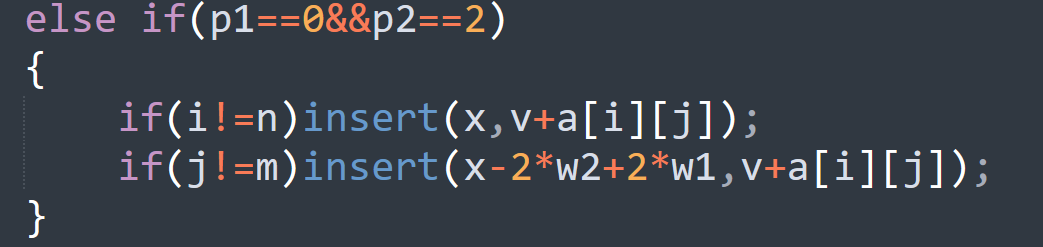 else if(p1==0&&p2==2)
{
    if(i!=n)insert(x,v+a[i][j]);
    if(j!=m)insert(x-2*w2+2*w1,v+a[i][j]);
}